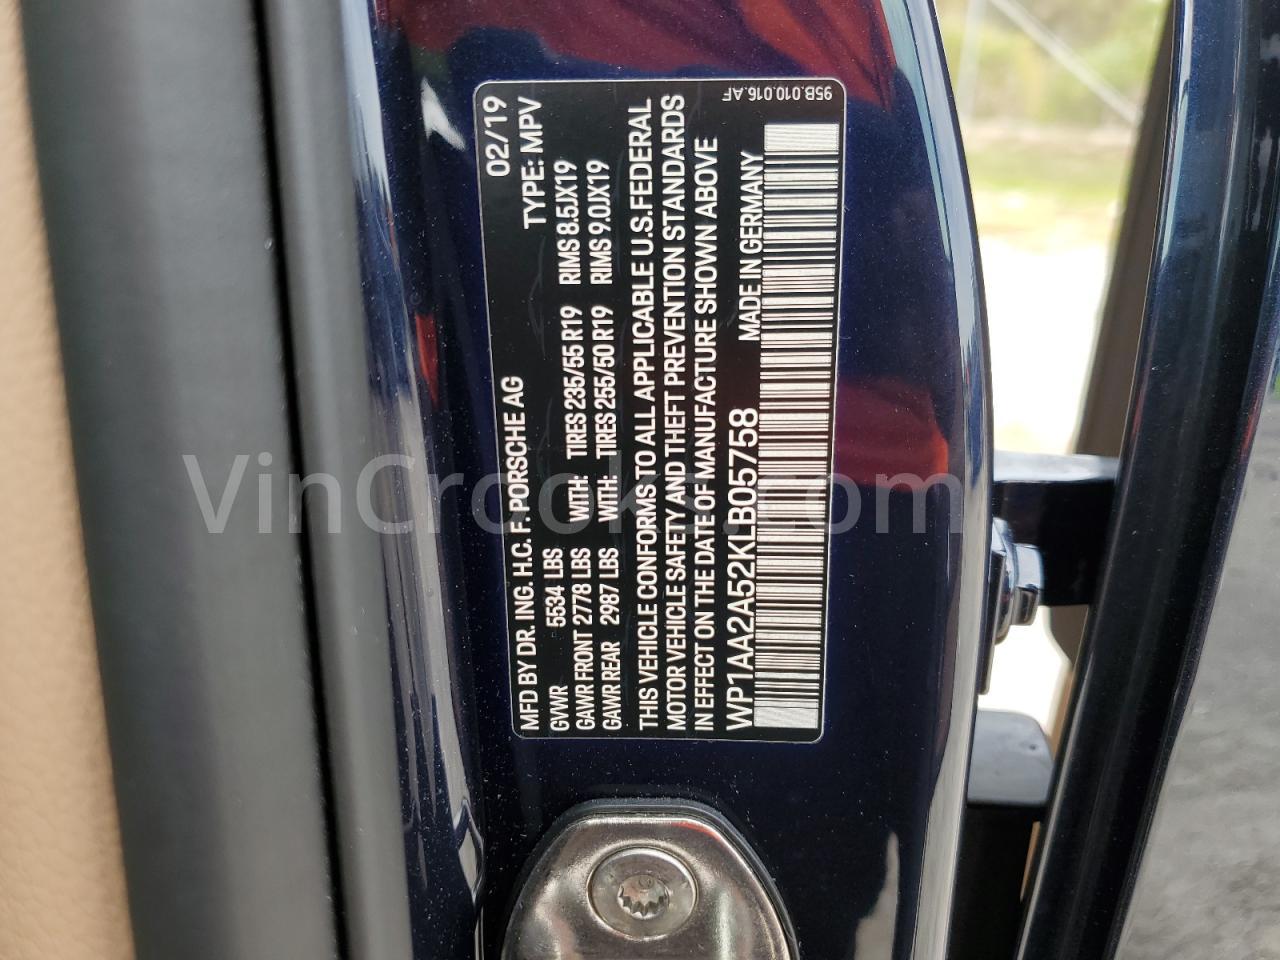 02/19
MFD BY DR. ING. H.C. F. PORSCHE AG TYPE: MPV
GVWR 5534 LBS
GAWR FRONT 2778 LBS WITH: TIRES 235/55 R19 RIMS 8.5JX19
GAWR REAR 2987 LBS WITH: TIRES 255/50 R19 RIMS 9.0JX19
THIS VEHICLE CONFORMS TO ALL APPLICABLE U.S. FEDERAL
MOTOR VEHICLE SAFETY AND THEFT PREVENTION STANDARDS
IN EFFECT ON THE DATE OF MANUFACTURE SHOWN ABOVE
WP1AA2A52KLB05758 MADE IN GERMANY
95B.010.016.AF
VinCrooks.com